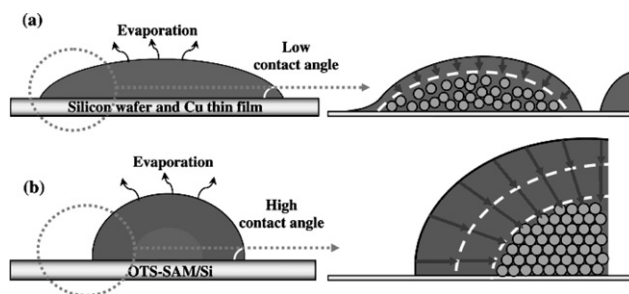 (a)
Evaporation
Low
contact angle
Silicon wafer and Cu thin film
(b)
Evaporation
High
contact angle
OTS-SAM/Si